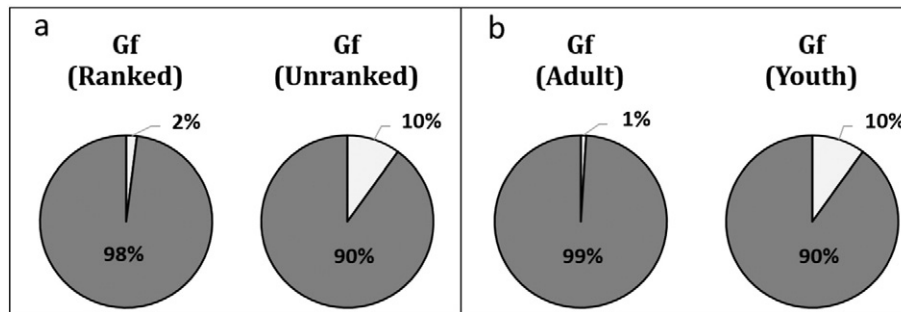 a
Gf
(Ranked)
2%
98%
Gf
(Unranked)
10%
90%
b
Gf
(Adult)
1%
99%
Gf
(Youth)
10%
90%